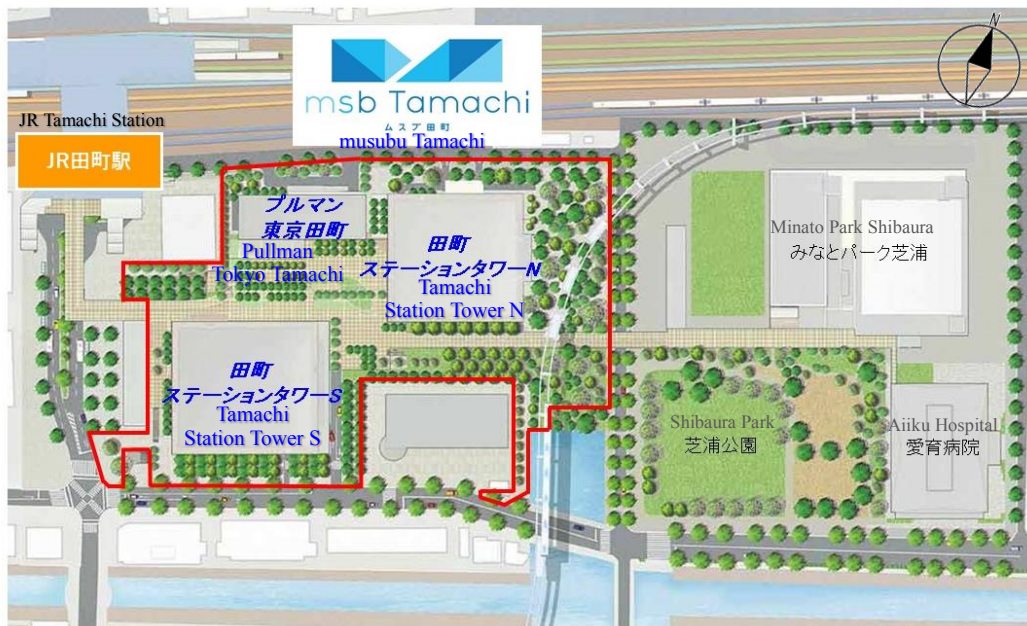 N
msb Tamachi
ムスブ田町
musubu Tamachi
JR Tamachi Station
JR田町駅
プルマン
東京田町
Pullman
Tokyo Tamachi
田町
ステーションタワーN
Tamachi
Station Tower N
Minato Park Shibaura
みなとパーク芝浦
田町
ステーションタワーS
Tamachi
Station Tower S
Shibaura Park
芝浦公園
Aiiku Hospital
愛育病院